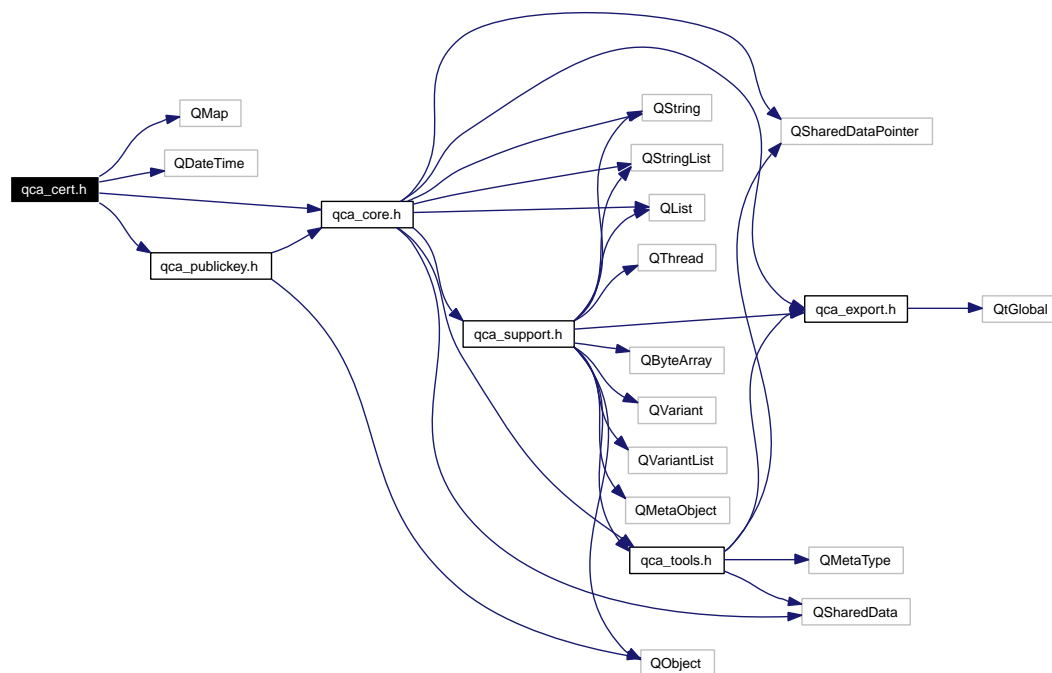 qca_cert.h
QMap
QDateTime
qca_publickey.h
qca_core.h
qca_support.h
QString
QStringList
QList
QThread
QByteArray
QVariant
QVariantList
QMetaObject
qca_tools.h
QObject
QSharedDataPointer
qca_export.h
QMetaType
QSharedData
QtGlobal